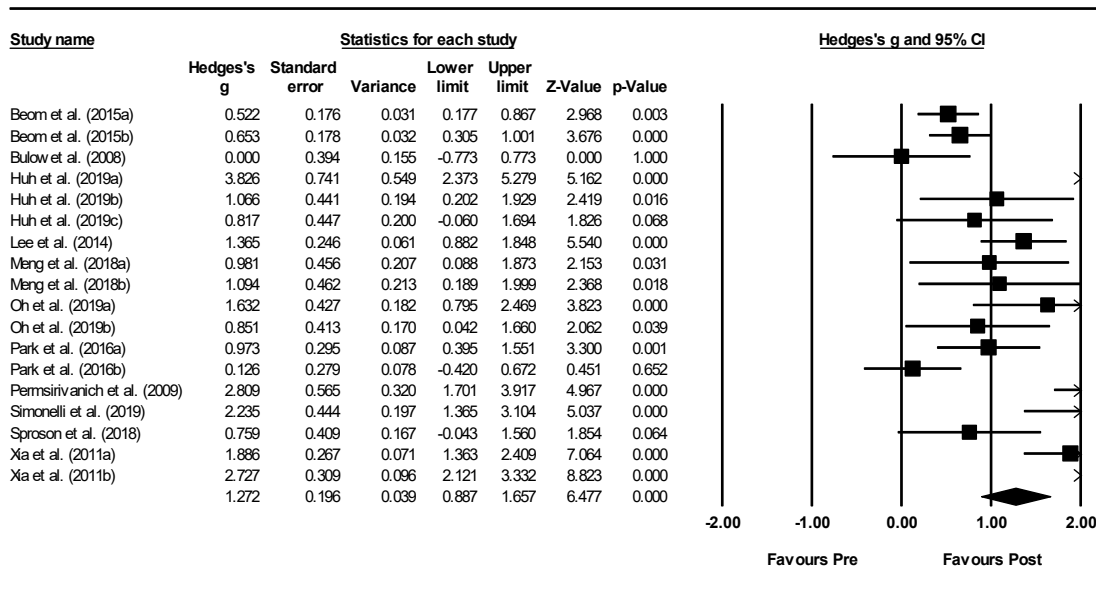 Study name Statistics for each study Hedges's g and 95% CI
Hedges's Standard Lower Upper
g error Variance limit limit Z-Value p-Value
Beom et al. (2015a) 0.522 0.176 0.031 0.177 0.867 2.968 0.003
Beom et al. (2015b) 0.653 0.178 0.032 0.305 1.001 3.676 0.000
Bulow et al. (2008) 0.000 0.394 0.155 -0.773 0.773 0.000 1.000
Huh et al. (2019a) 3.826 0.741 0.549 2.373 5.279 5.162 0.000
Huh et al. (2019b) 1.066 0.441 0.194 0.202 1.929 2.419 0.016
Huh et al. (2019c) 0.817 0.447 0.200 -0.060 1.694 1.826 0.068
Lee et al. (2014) 1.365 0.246 0.061 0.882 1.848 5.540 0.000
Meng et al. (2018a) 0.981 0.456 0.207 0.088 1.873 2.153 0.031
Meng et al. (2018b) 1.094 0.462 0.213 0.189 1.999 2.368 0.018
Oh et al. (2019a) 1.632 0.427 0.182 0.795 2.469 3.823 0.000
Oh et al. (2019b) 0.851 0.413 0.170 0.042 1.660 2.062 0.039
Park et al. (2016a) 0.973 0.295 0.087 0.395 1.551 3.300 0.001
Park et al. (2016b) 0.126 0.279 0.078 -0.420 0.672 0.451 0.652
Permsirivanich et al. (2009) 2.809 0.565 0.320 1.701 3.917 4.967 0.000
Simonelli et al. (2019) 2.235 0.444 0.197 1.365 3.104 5.037 0.000
Sproson et al. (2018) 0.759 0.409 0.167 -0.043 1.560 1.854 0.064
Xia et al. (2011a) 1.886 0.267 0.071 1.363 2.409 7.064 0.000
Xia et al. (2011b) 2.727 0.309 0.096 2.121 3.332 8.823 0.000
1.272 0.196 0.039 0.887 1.657 6.477 0.000
-2.00 -1.00 0.00 1.00 2.00
Favours Pre Favours Post